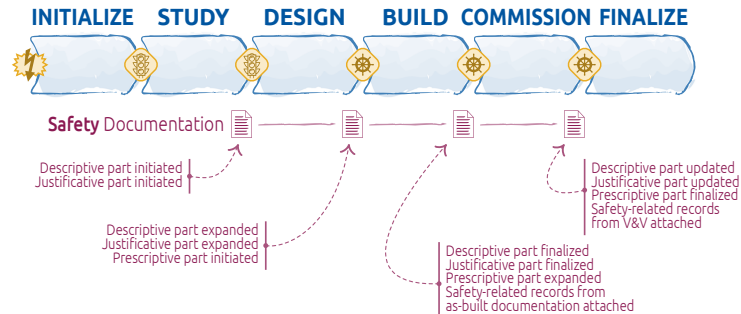 INITIALIZE STUDY DESIGN BUILD COMMISSION FINALIZE
Safety Documentation
Descriptive part initiated
Justificative part initiated
Descriptive part expanded
Justificative part expanded
Prescriptive part initiated
Descriptive part finalized
Justificative part finalized
Prescriptive part expanded
Safety-related records from
as-built documentation attached
Descriptive part updated
Justificative part updated
Prescriptive part finalized
Safety-related records
from V&V attached